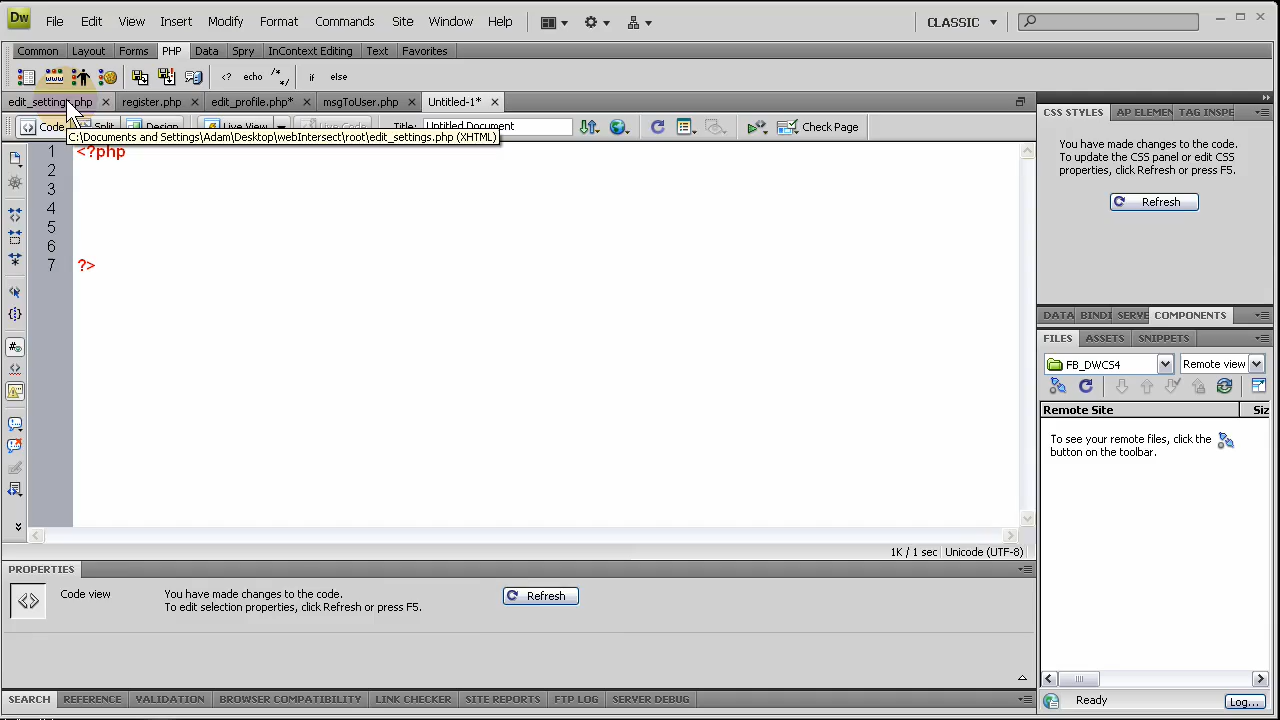 Dw File Edit View Insert Modify Format Commands Site Window Help CLASSIC
Common Layout Forms PHP Data Spry InContext Editing Text Favorites
<? echo /*/ if else
edit_settings.php register.php edit_profile.php* msgToUser.php Untitled-1*
Code Split Design Live View Live Code Title: Untitled Document Check Page
C:\Documents and Settings\Adam\Desktop\webIntersect\root\edit_settings.php (XHTML)
1 <?php
2
3
4
5
6
7 ?>
1K / 1 sec Unicode (UTF-8)
PROPERTIES
Code view
You have made changes to the code.
To edit selection properties, click Refresh or press F5.
Refresh
SEARCH REFERENCE VALIDATION BROWSER COMPATIBILITY LINK CHECKER SITE REPORTS FTP LOG SERVER DEBUG
CSS STYLES AP ELEMEN TAG INSPE
You have made changes to the code.
To update the CSS panel or edit CSS
properties, click Refresh or press F5.
Refresh
DATA BINDI SERVE COMPONENTS
FILES ASSETS SNIPPETS
FB_DWCS4 Remote view
Remote Site Siz
To see your remote files, click the
button on the toolbar.
Ready Log...